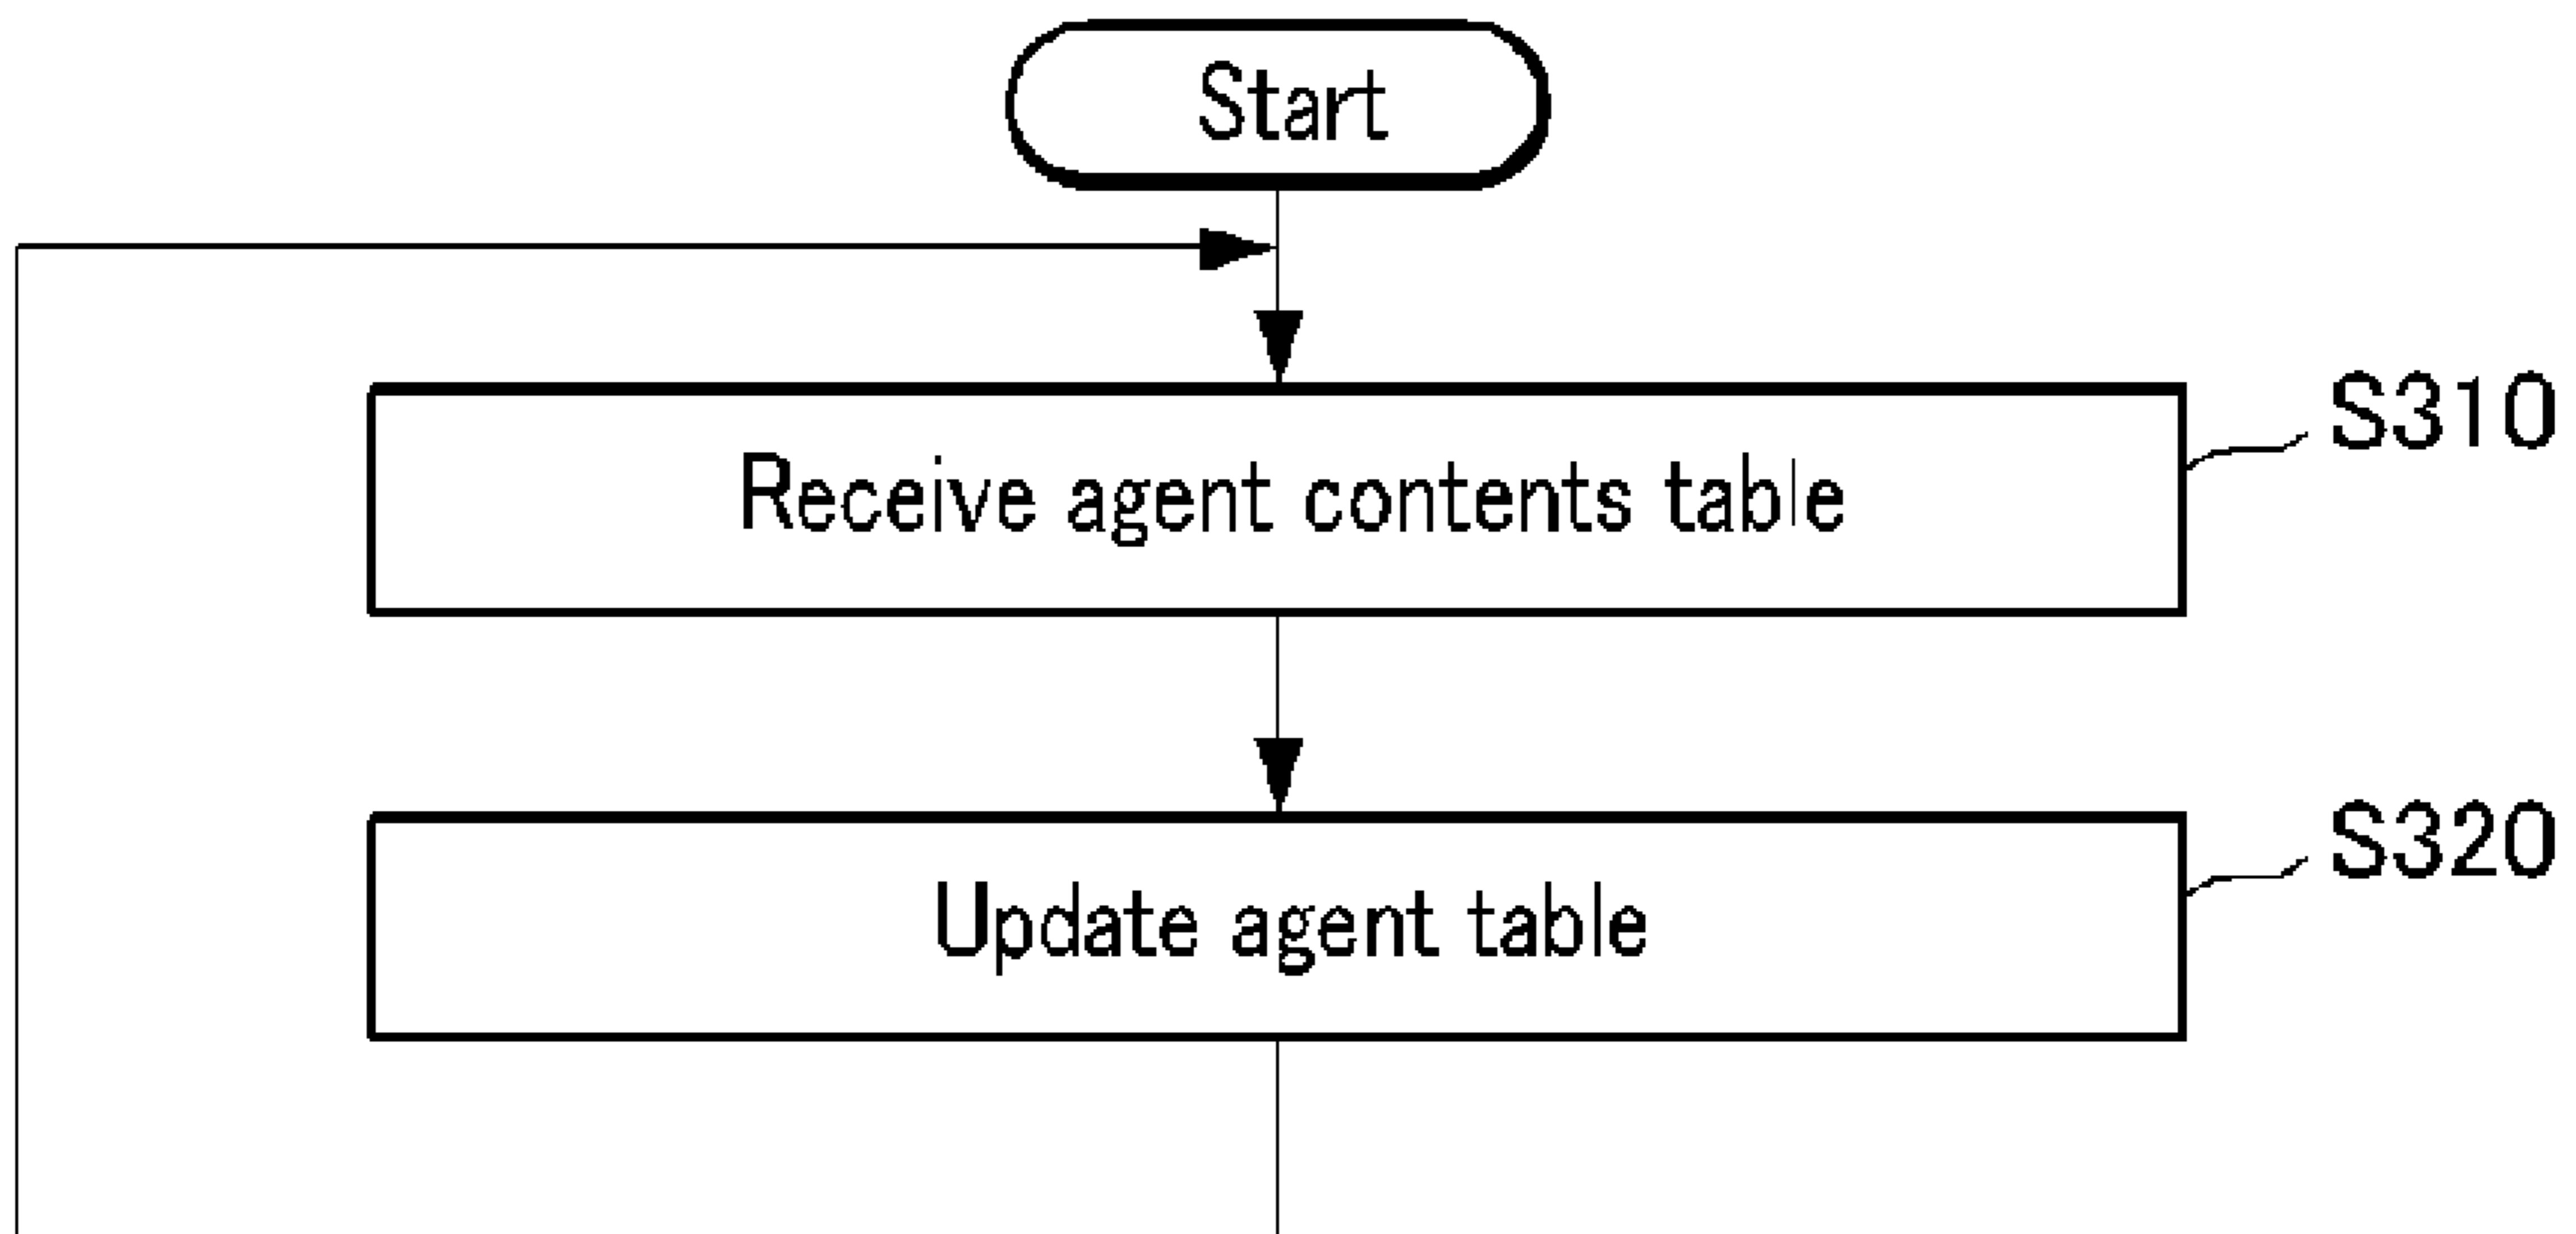 Start
Receive agent contents table
S310
Update agent table
S320